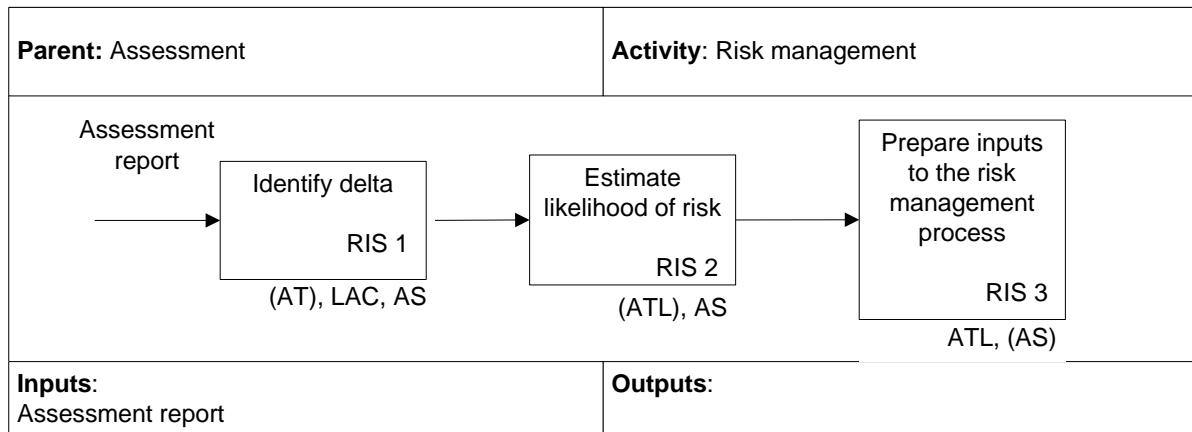 Parent: Assessment
Activity: Risk management
Assessment
report
Identify delta
RIS 1
(AT), LAC, AS
Estimate
likelihood of risk
RIS 2
(ATL), AS
Prepare inputs
to the risk
management
process
RIS 3
ATL, (AS)
Inputs:
Assessment report
Outputs: